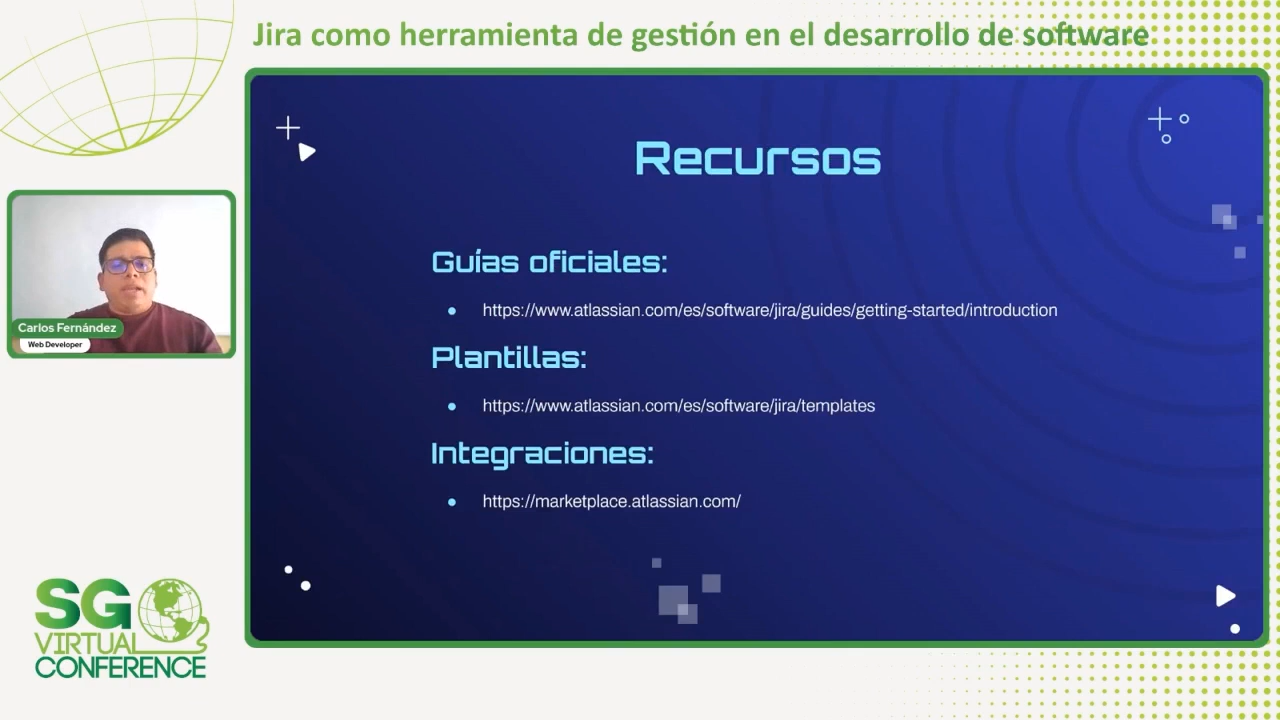 Jira como herramienta de gestión en el desarrollo de software
Recursos
Guías oficiales:
https://www.atlassian.com/es/software/jira/guides/getting-started/introduction
Plantillas:
https://www.atlassian.com/es/software/jira/templates
Integraciones:
https://marketplace.atlassian.com/
Carlos Fernández
Web Developer
SG
VIRTUAL
CONFERENCE